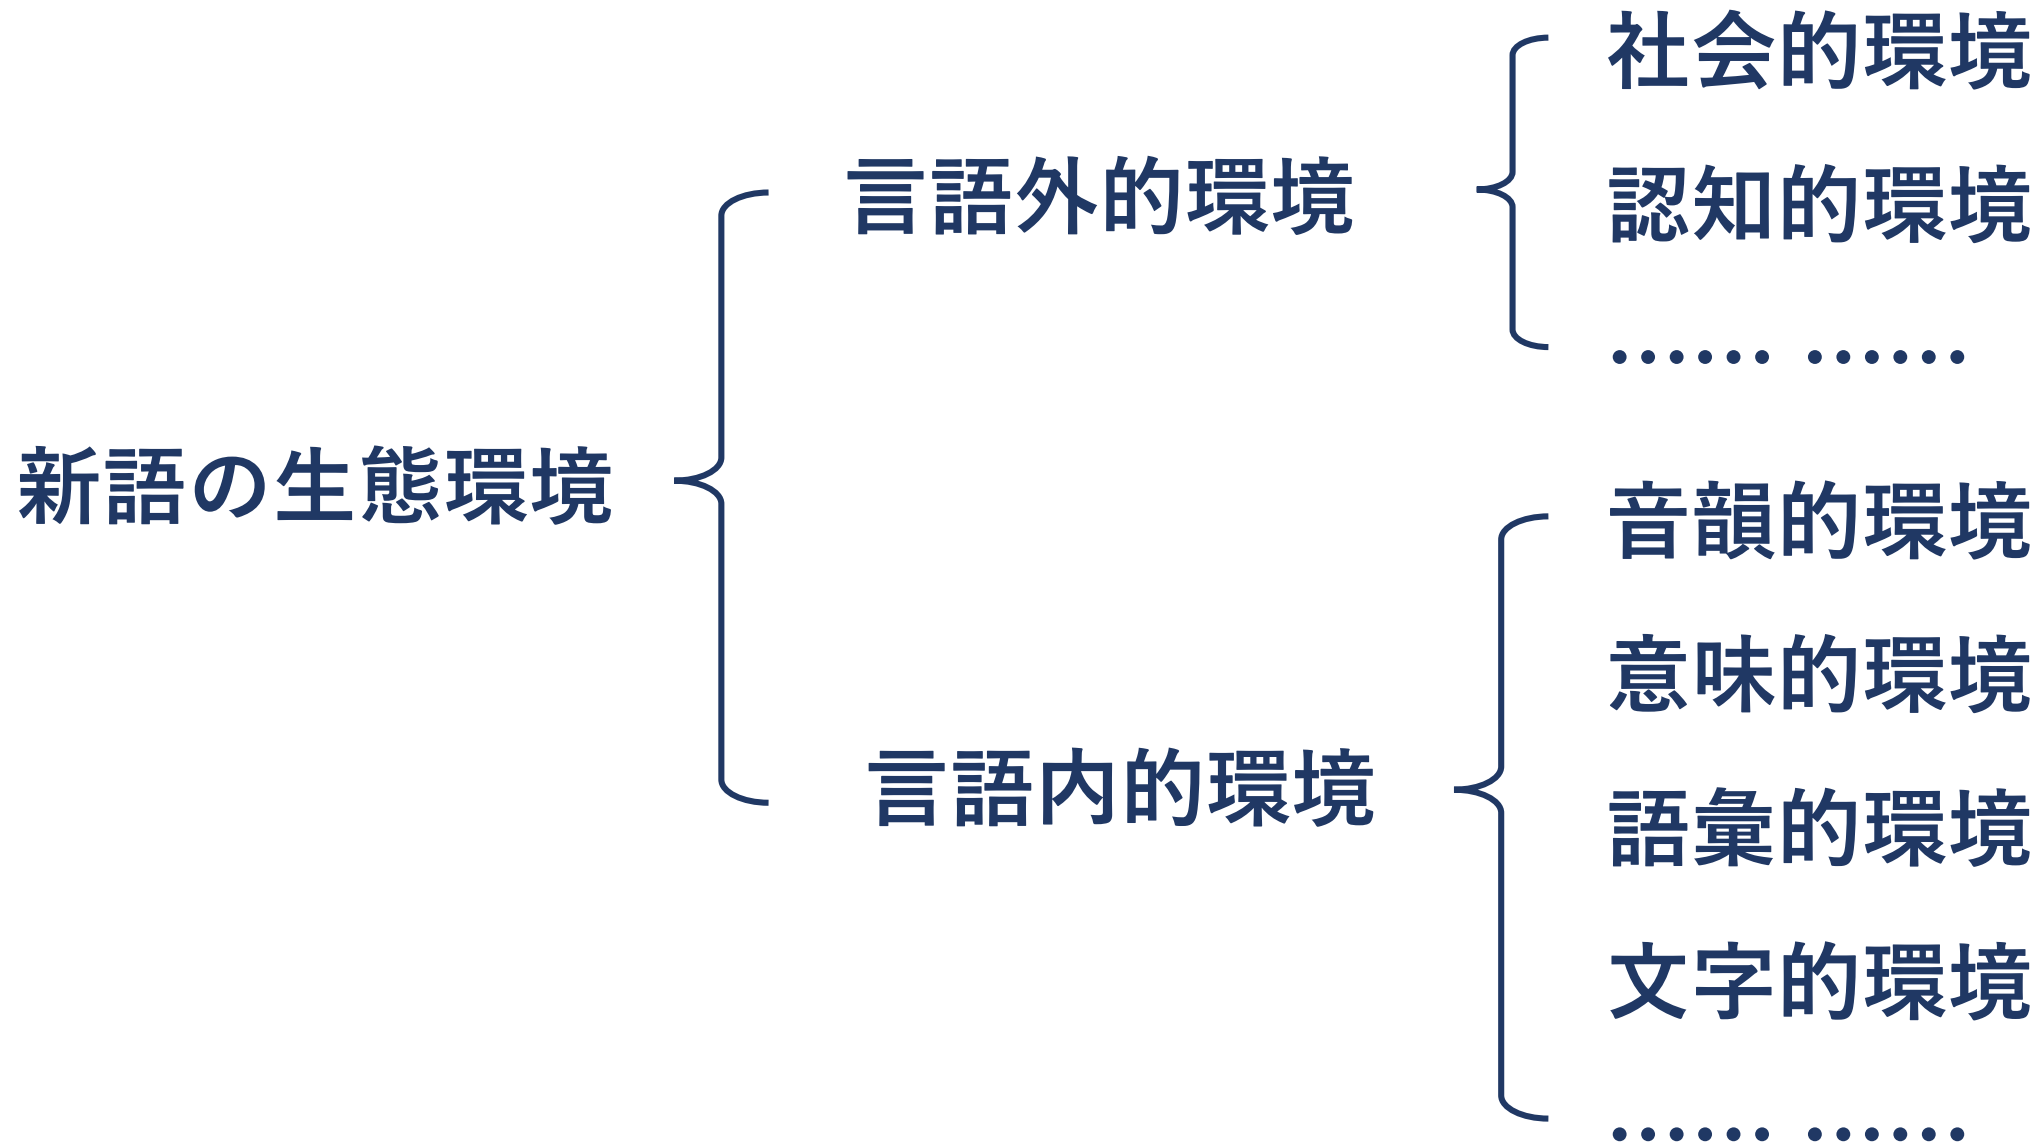 社会的環境
言語外的環境
認知的環境
…… ……
新語の生態環境
音韻的環境
意味的環境
言語内的環境
語彙的環境
文字的環境
…… ……